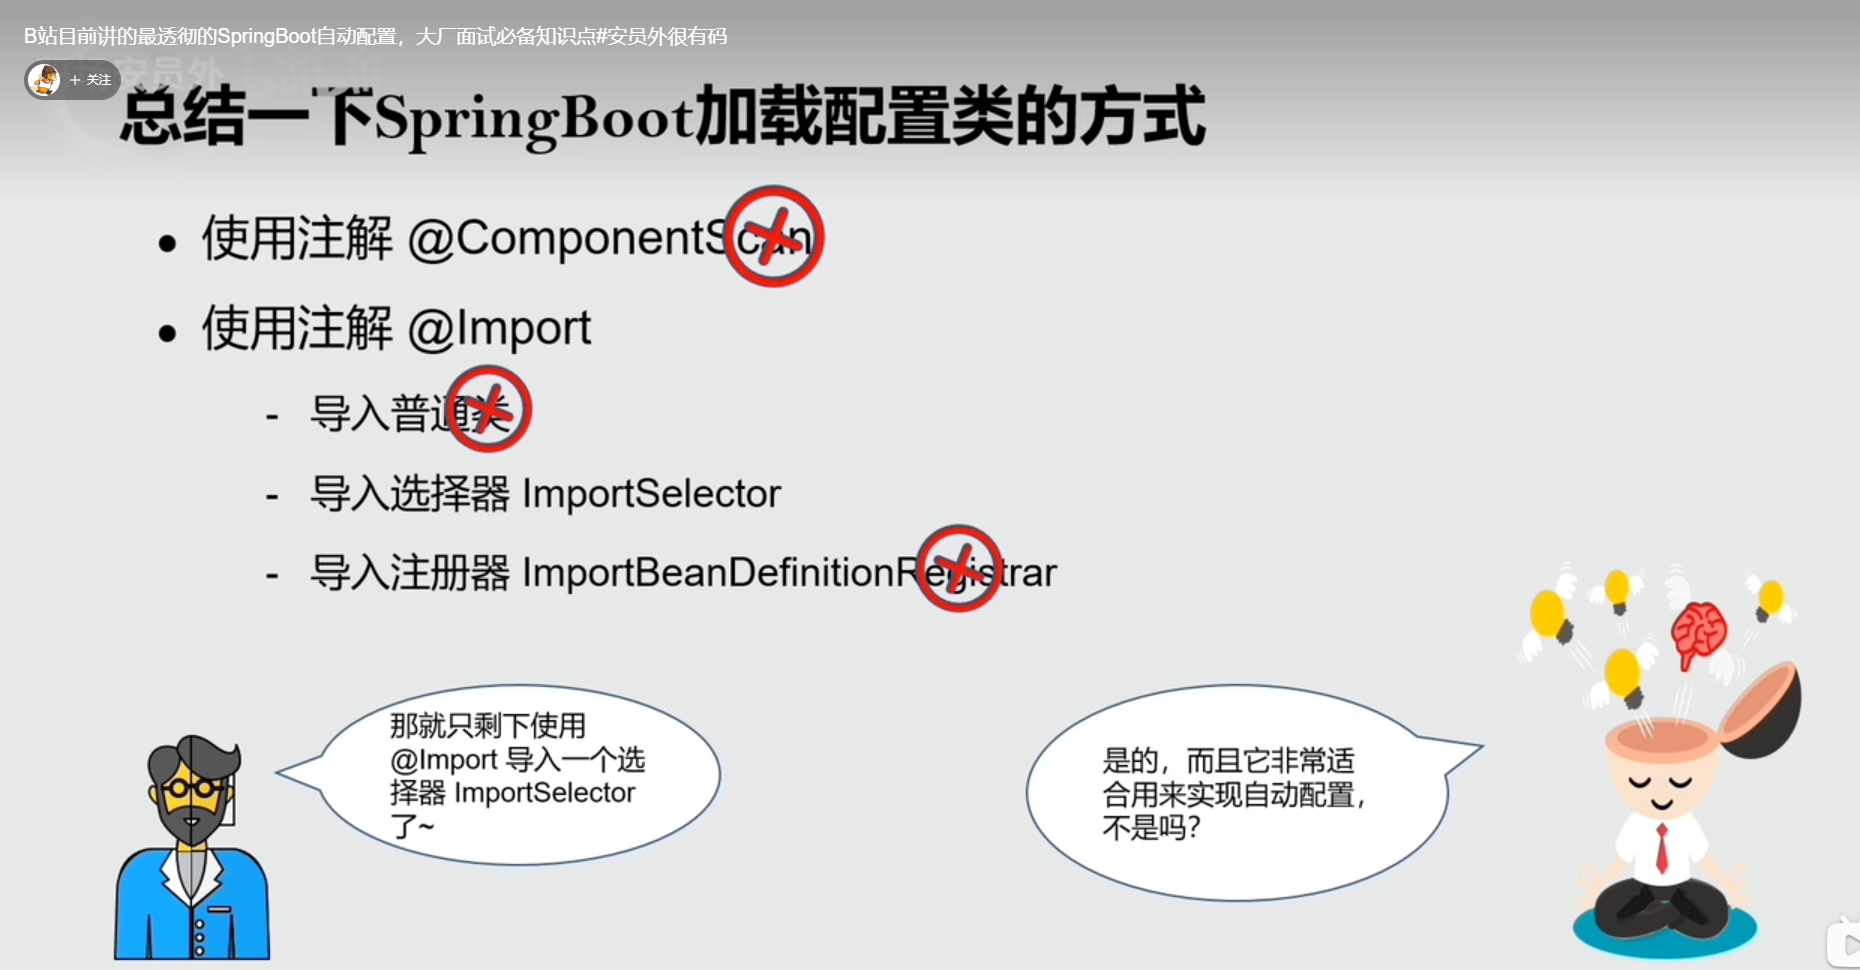 B站目前讲的最透彻的SpringBoot自动配置，大厂面试必备知识点#安员外很有码
安员外 bilibili
+ 关注
总结一下SpringBoot加载配置类的方式
• 使用注解 @ComponentScan
• 使用注解 @Import
- 导入普通类
- 导入选择器 ImportSelector
- 导入注册器 ImportBeanDefinitionRegistrar
那就只剩下使用
@Import 导入一个选
择器 ImportSelector
了~
是的，而且它非常适
合用来实现自动配置，
不是吗？